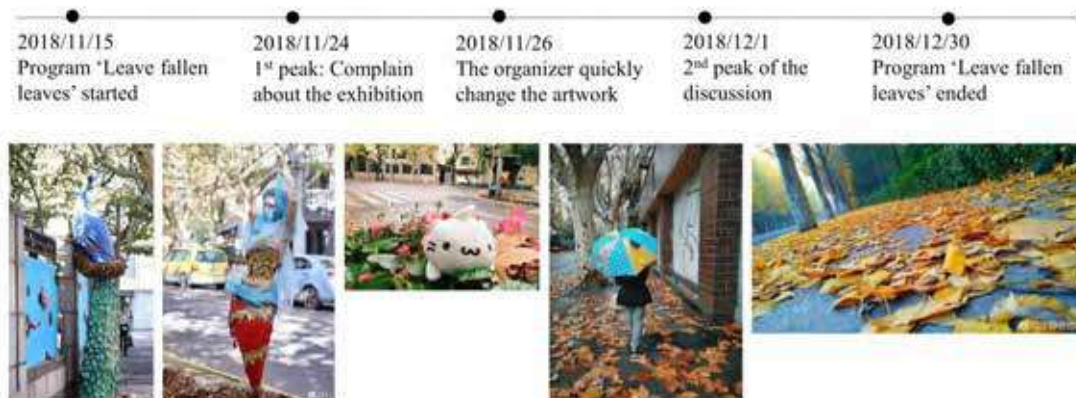 2018/11/15
Program ‘Leave fallen
leaves’ started
2018/11/24
1st peak: Complain
about the exhibition
2018/11/26
The organizer quickly
change the artwork
2018/12/1
2nd peak of the
discussion
2018/12/30
Program ‘Leave fallen
leaves’ ended